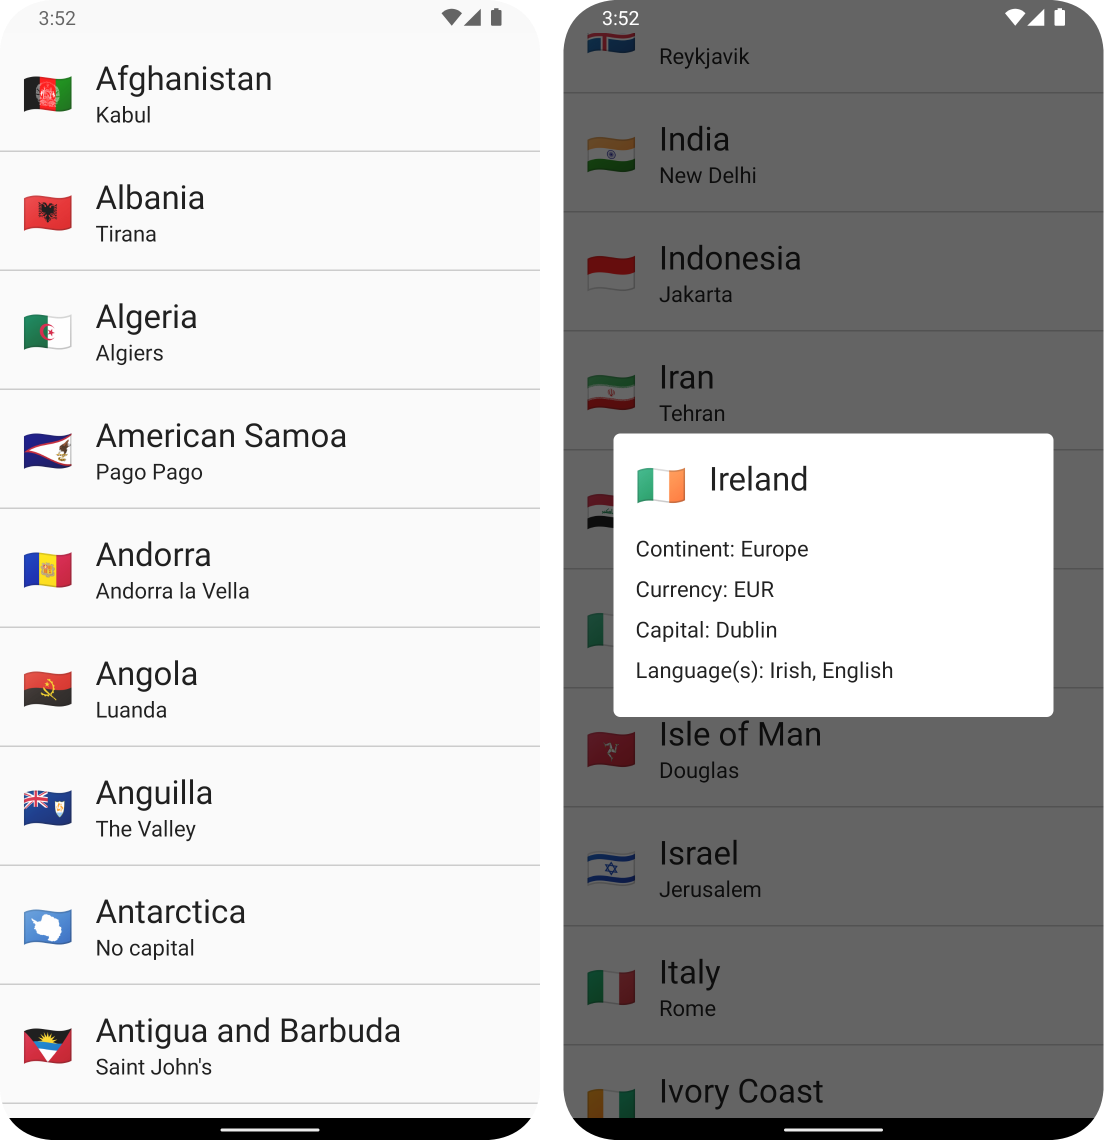 3:52
Afghanistan
Kabul
Albania
Tirana
Algeria
Algiers
American Samoa
Pago Pago
Andorra
Andorra la Vella
Angola
Luanda
Anguilla
The Valley
Antarctica
No capital
Antigua and Barbuda
Saint John's
3:52
Reykjavik
India
New Delhi
Indonesia
Jakarta
Iran
Tehran
Ireland
Continent: Europe
Currency: EUR
Capital: Dublin
Language(s): Irish, English
Isle of Man
Douglas
Israel
Jerusalem
Italy
Rome
Ivory Coast